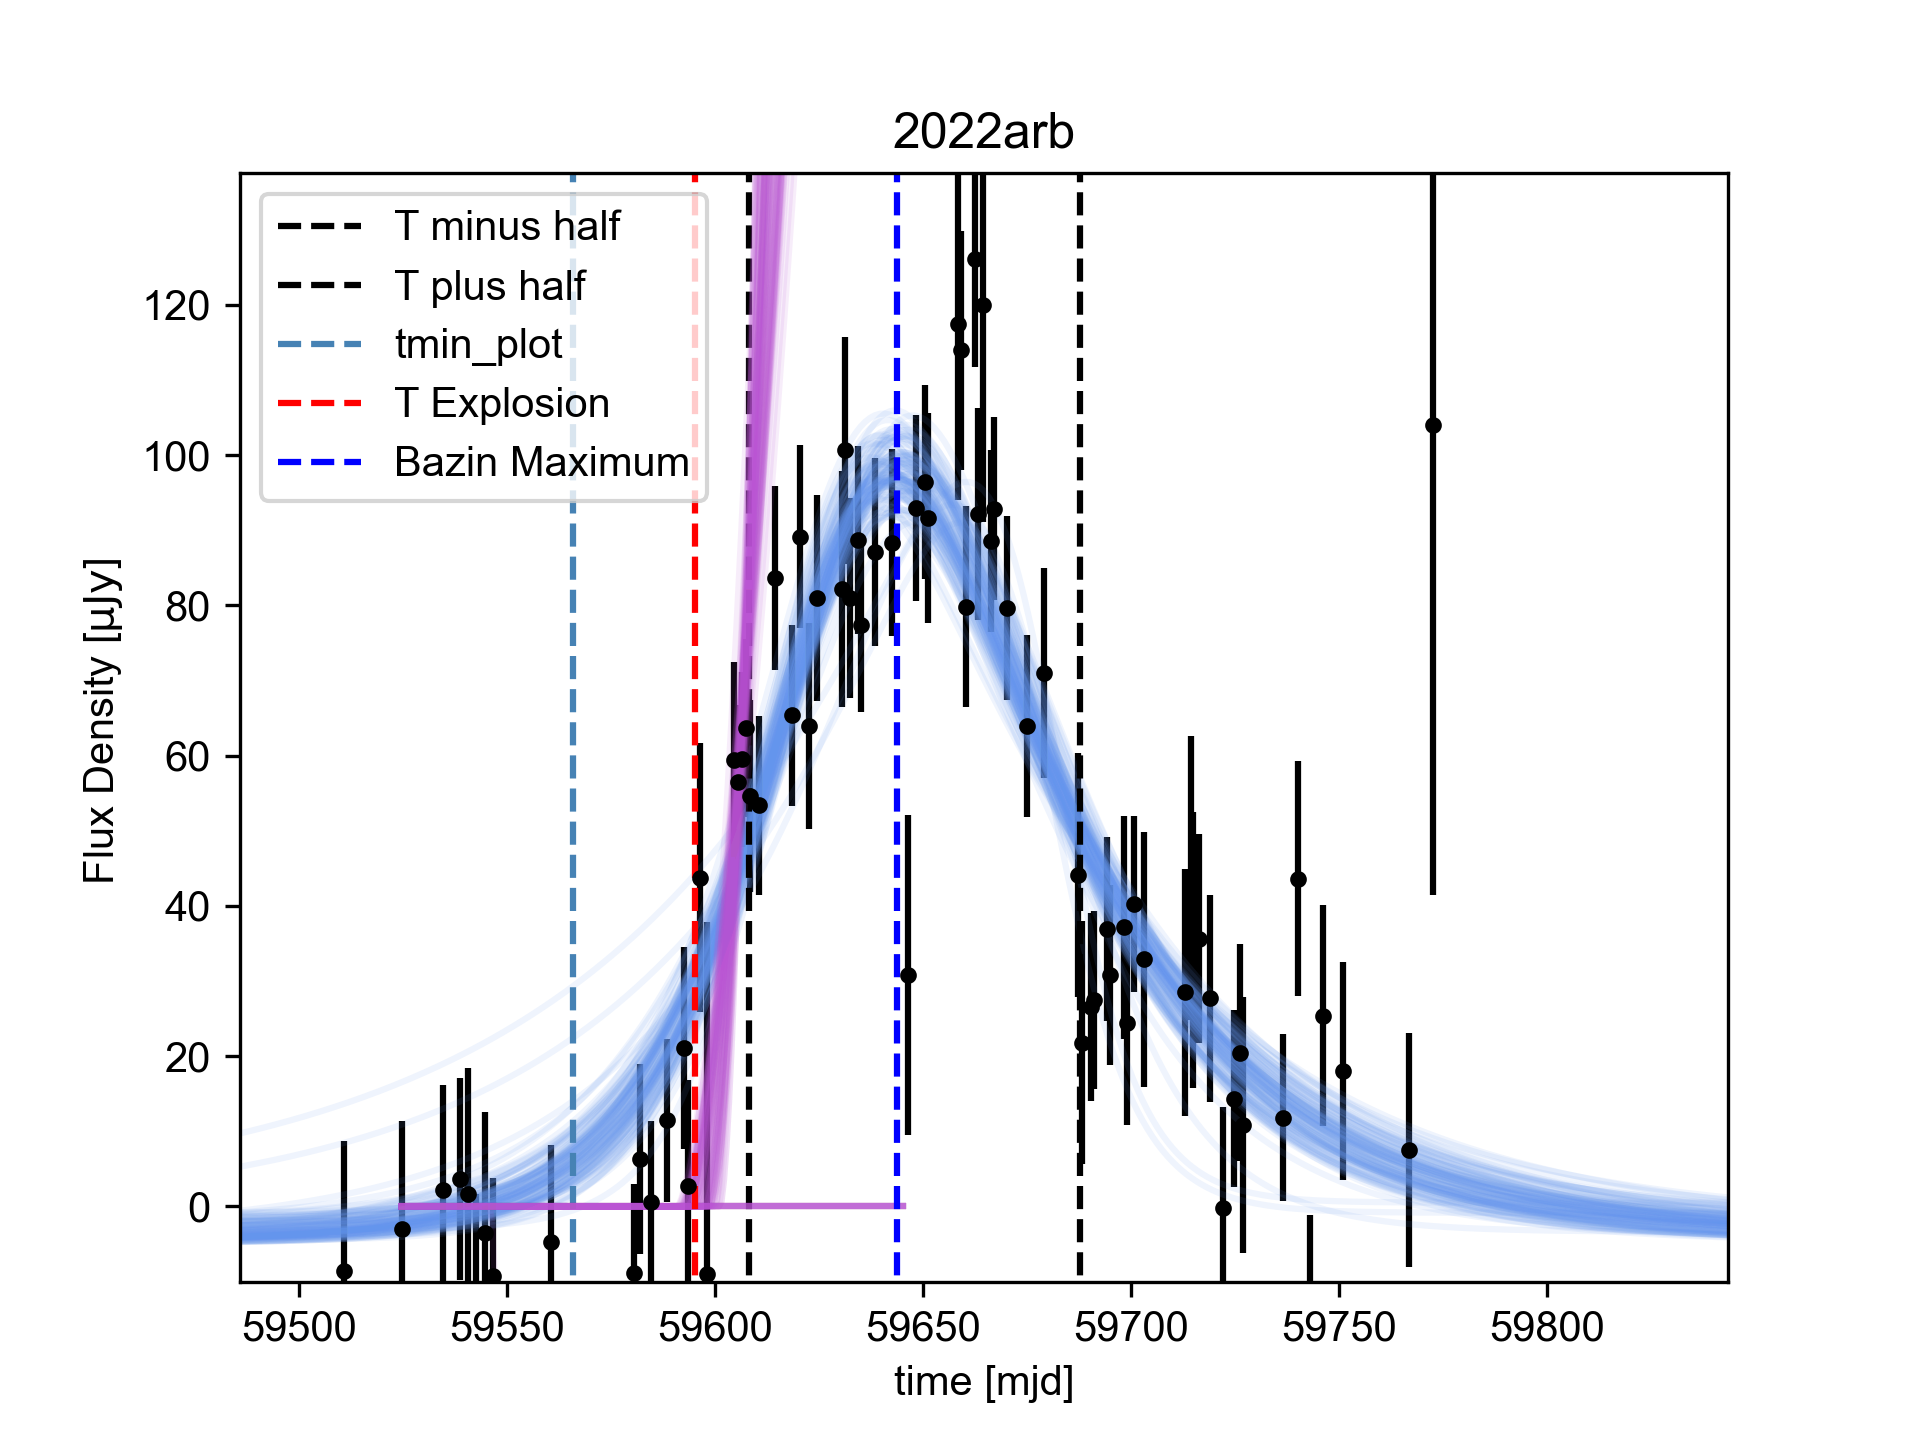 2022arb
T minus half
T plus half
tmin_plot
T Explosion
Bazin Maximum
120
100
80
60
40
20
0
Flux Density [µJy]
59500 59550 59600 59650 59700 59750 59800
time [mjd]